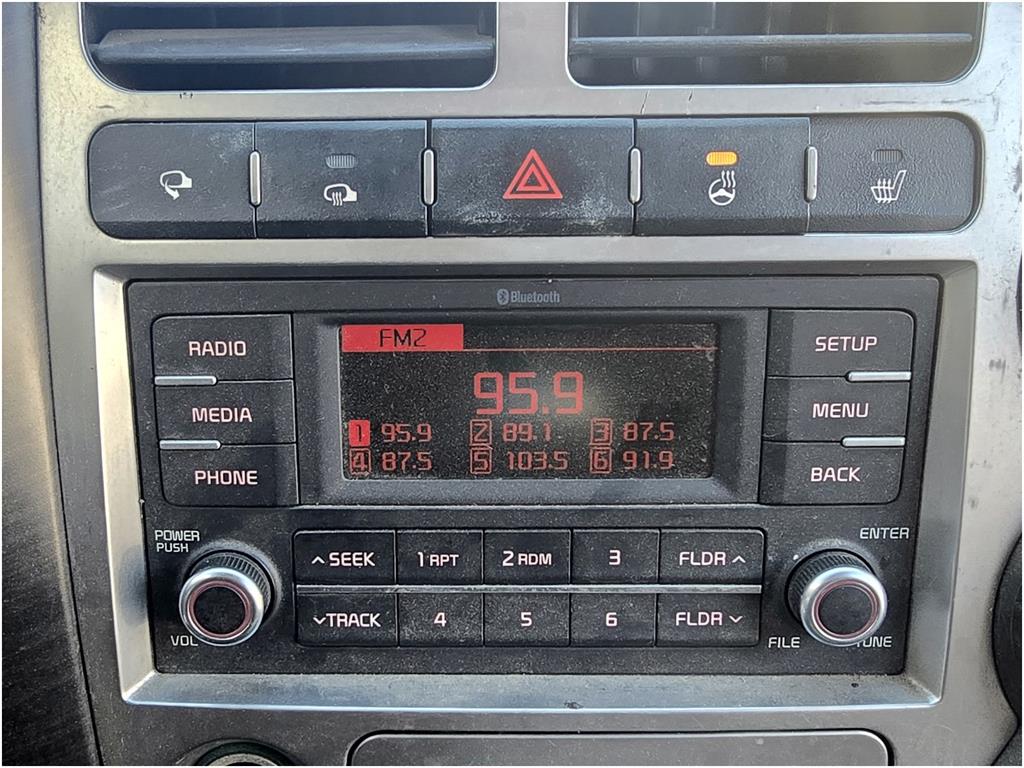 Bluetooth
RADIO
MEDIA
PHONE
FM2
95.9
1 95.9 2 89.1 3 87.5
4 87.5 5 103.5 6 91.9
SETUP
MENU
BACK
POWER
PUSH
VOL
∧ SEEK 1 RPT 2 RDM 3 FLDR ∧
∨ TRACK 4 5 6 FLDR ∨
ENTER
FILE TUNE